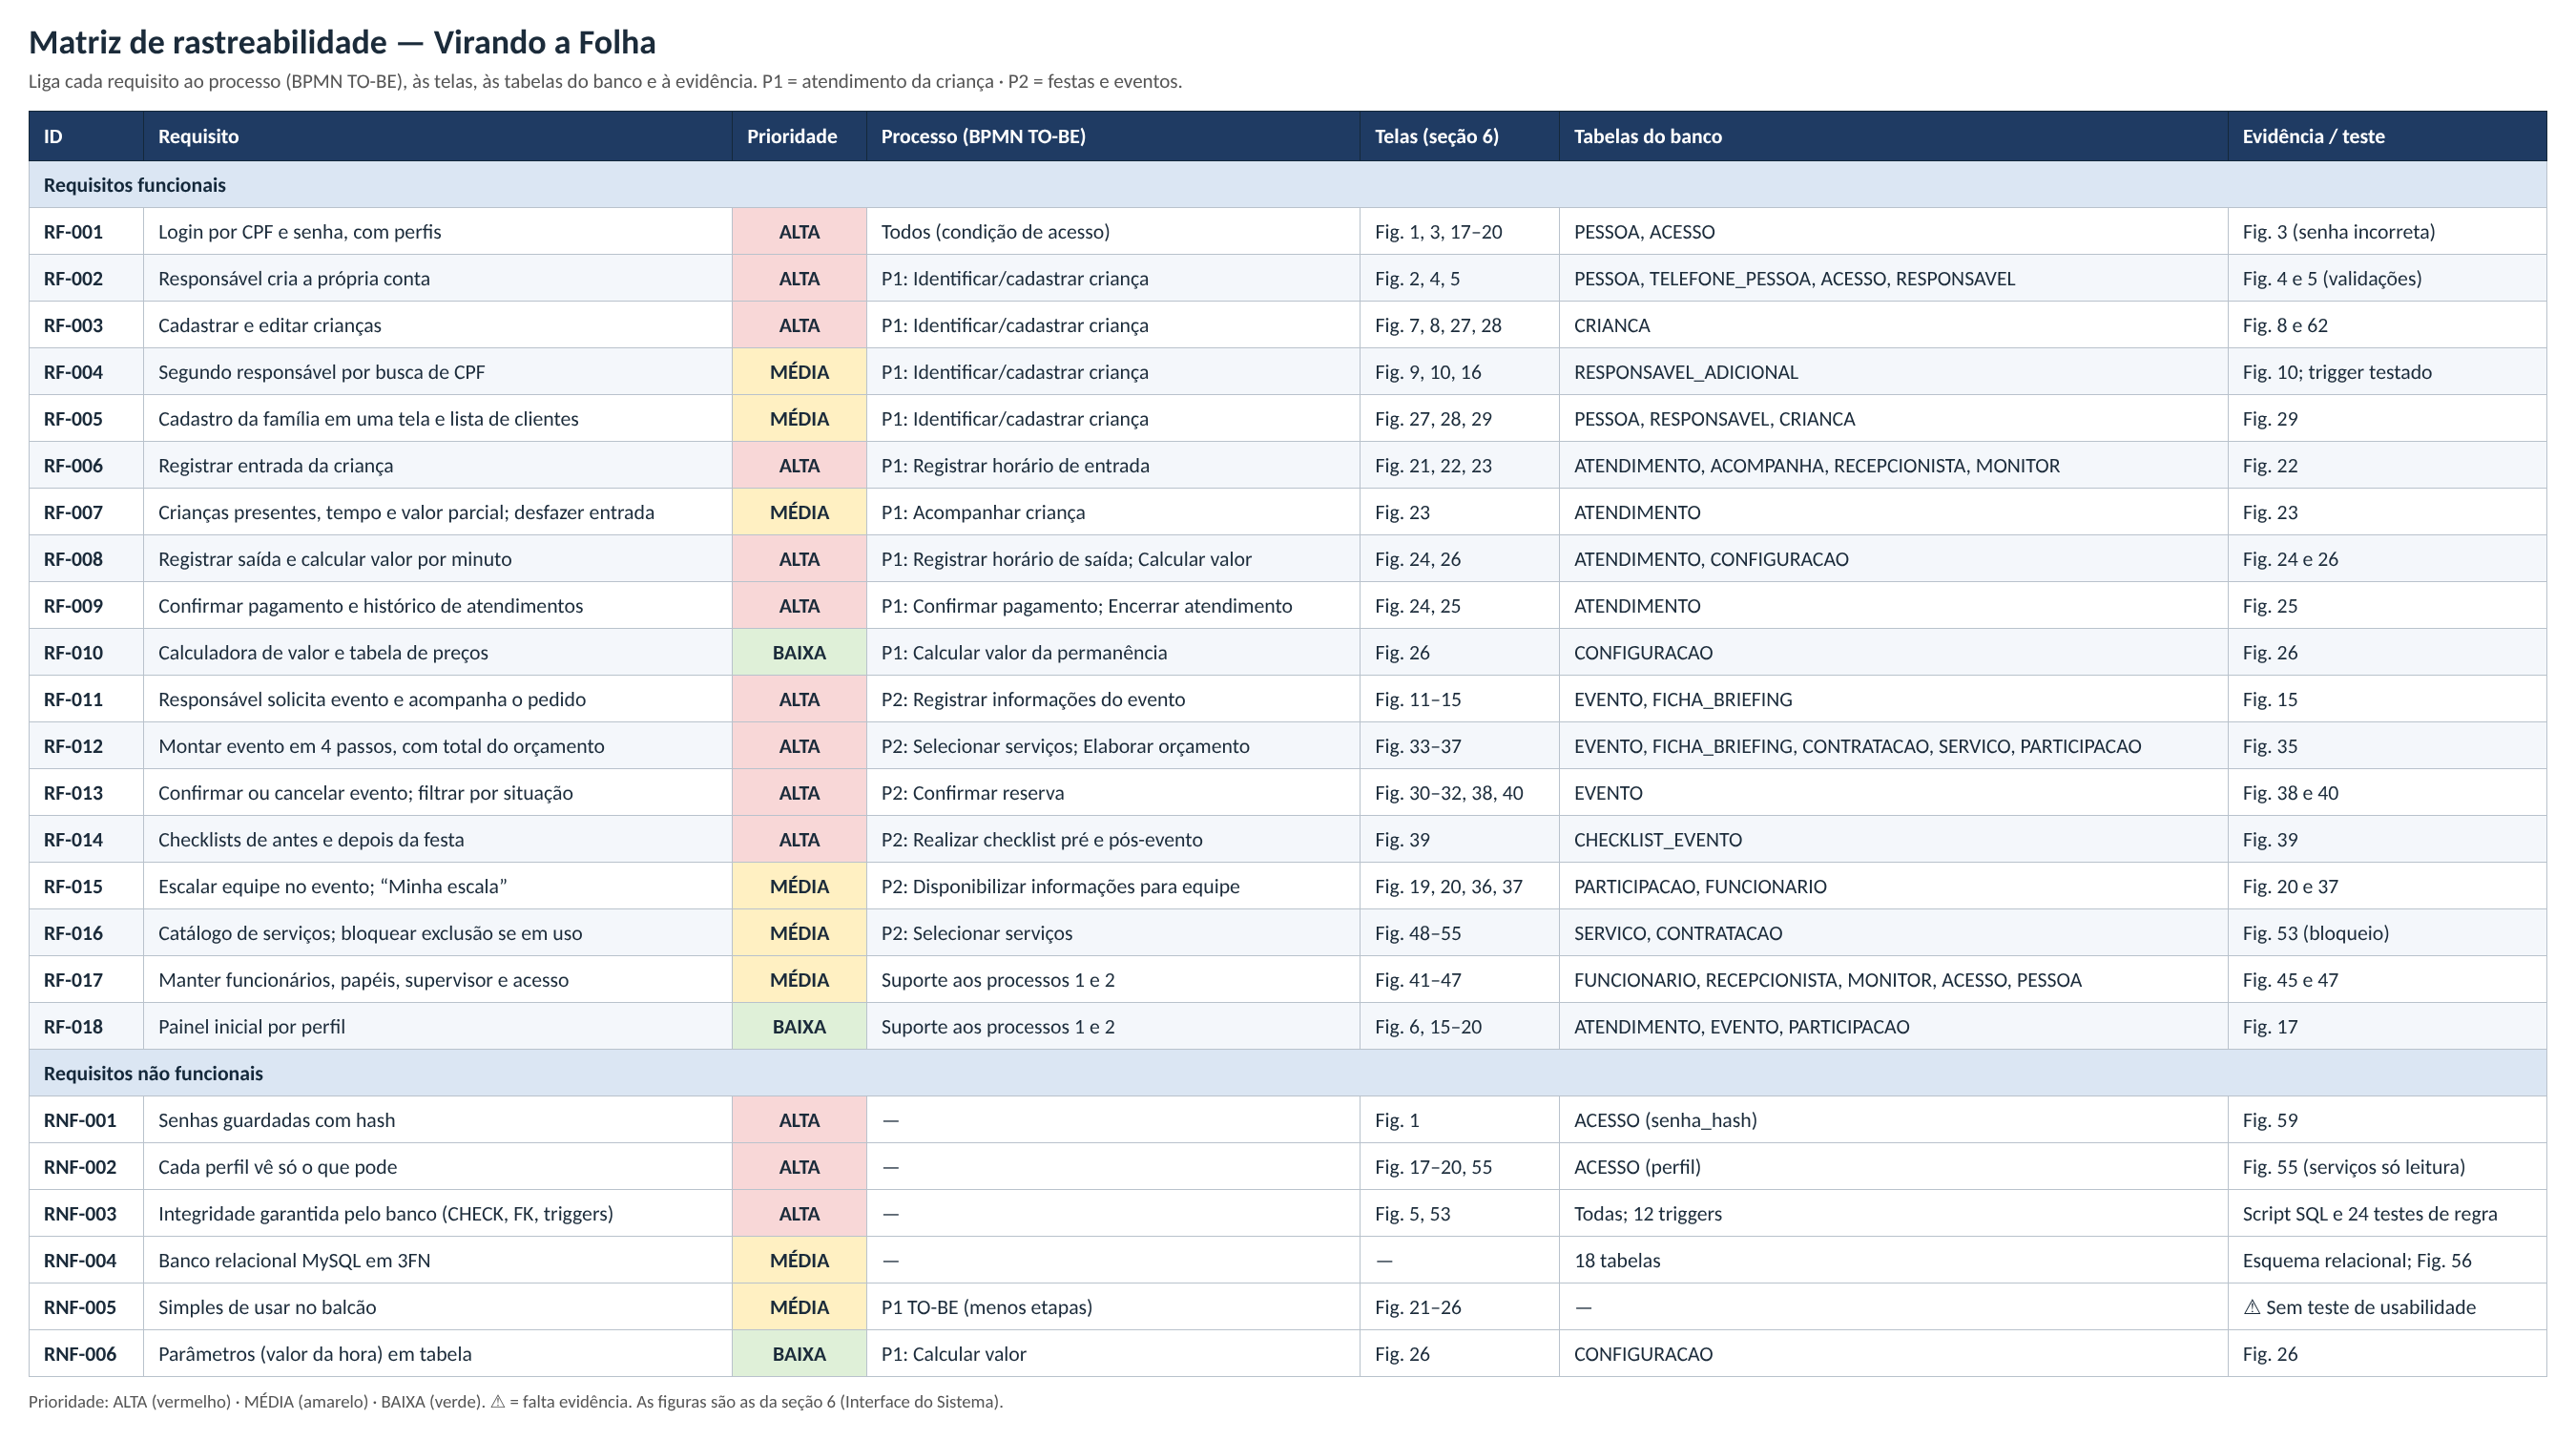 Matriz de rastreabilidade — Virando a Folha
Liga cada requisito ao processo (BPMN TO-BE), às telas, às tabelas do banco e à evidência. P1 = atendimento da criança · P2 = festas e eventos.
ID Requisito Prioridade Processo (BPMN TO-BE) Telas (seção 6) Tabelas do banco Evidência / teste
Requisitos funcionais
RF-001 Login por CPF e senha, com perfis ALTA Todos (condição de acesso) Fig. 1, 3, 17–20 PESSOA, ACESSO Fig. 3 (senha incorreta)
RF-002 Responsável cria a própria conta ALTA P1: Identificar/cadastrar criança Fig. 2, 4, 5 PESSOA, TELEFONE_PESSOA, ACESSO, RESPONSAVEL Fig. 4 e 5 (validações)
RF-003 Cadastrar e editar crianças ALTA P1: Identificar/cadastrar criança Fig. 7, 8, 27, 28 CRIANCA Fig. 8 e 62
RF-004 Segundo responsável por busca de CPF MÉDIA P1: Identificar/cadastrar criança Fig. 9, 10, 16 RESPONSAVEL_ADICIONAL Fig. 10; trigger testado
RF-005 Cadastro da família em uma tela e lista de clientes MÉDIA P1: Identificar/cadastrar criança Fig. 27, 28, 29 PESSOA, RESPONSAVEL, CRIANCA Fig. 29
RF-006 Registrar entrada da criança ALTA P1: Registrar horário de entrada Fig. 21, 22, 23 ATENDIMENTO, ACOMPANHA, RECEPCIONISTA, MONITOR Fig. 22
RF-007 Crianças presentes, tempo e valor parcial; desfazer entrada MÉDIA P1: Acompanhar criança Fig. 23 ATENDIMENTO Fig. 23
RF-008 Registrar saída e calcular valor por minuto ALTA P1: Registrar horário de saída; Calcular valor Fig. 24, 26 ATENDIMENTO, CONFIGURACAO Fig. 24 e 26
RF-009 Confirmar pagamento e histórico de atendimentos ALTA P1: Confirmar pagamento; Encerrar atendimento Fig. 24, 25 ATENDIMENTO Fig. 25
RF-010 Calculadora de valor e tabela de preços BAIXA P1: Calcular valor da permanência Fig. 26 CONFIGURACAO Fig. 26
RF-011 Responsável solicita evento e acompanha o pedido ALTA P2: Registrar informações do evento Fig. 11–15 EVENTO, FICHA_BRIEFING Fig. 15
RF-012 Montar evento em 4 passos, com total do orçamento ALTA P2: Selecionar serviços; Elaborar orçamento Fig. 33–37 EVENTO, FICHA_BRIEFING, CONTRATACAO, SERVICO, PARTICIPACAO Fig. 35
RF-013 Confirmar ou cancelar evento; filtrar por situação ALTA P2: Confirmar reserva Fig. 30–32, 38, 40 EVENTO Fig. 38 e 40
RF-014 Checklists de antes e depois da festa ALTA P2: Realizar checklist pré e pós-evento Fig. 39 CHECKLIST_EVENTO Fig. 39
RF-015 Escalar equipe no evento; “Minha escala” MÉDIA P2: Disponibilizar informações para equipe Fig. 19, 20, 36, 37 PARTICIPACAO, FUNCIONARIO Fig. 20 e 37
RF-016 Catálogo de serviços; bloquear exclusão se em uso MÉDIA P2: Selecionar serviços Fig. 48–55 SERVICO, CONTRATACAO Fig. 53 (bloqueio)
RF-017 Manter funcionários, papéis, supervisor e acesso MÉDIA Suporte aos processos 1 e 2 Fig. 41–47 FUNCIONARIO, RECEPCIONISTA, MONITOR, ACESSO, PESSOA Fig. 45 e 47
RF-018 Painel inicial por perfil BAIXA Suporte aos processos 1 e 2 Fig. 6, 15–20 ATENDIMENTO, EVENTO, PARTICIPACAO Fig. 17
Requisitos não funcionais
RNF-001 Senhas guardadas com hash ALTA — Fig. 1 ACESSO (senha_hash) Fig. 59
RNF-002 Cada perfil vê só o que pode ALTA — Fig. 17–20, 55 ACESSO (perfil) Fig. 55 (serviços só leitura)
RNF-003 Integridade garantida pelo banco (CHECK, FK, triggers) ALTA — Fig. 5, 53 Todas; 12 triggers Script SQL e 24 testes de regra
RNF-004 Banco relacional MySQL em 3FN MÉDIA — — 18 tabelas Esquema relacional; Fig. 56
RNF-005 Simples de usar no balcão MÉDIA P1 TO-BE (menos etapas) Fig. 21–26 — ⚠ Sem teste de usabilidade
RNF-006 Parâmetros (valor da hora) em tabela BAIXA P1: Calcular valor Fig. 26 CONFIGURACAO Fig. 26
Prioridade: ALTA (vermelho) · MÉDIA (amarelo) · BAIXA (verde). ⚠ = falta evidência. As figuras são as da seção 6 (Interface do Sistema).